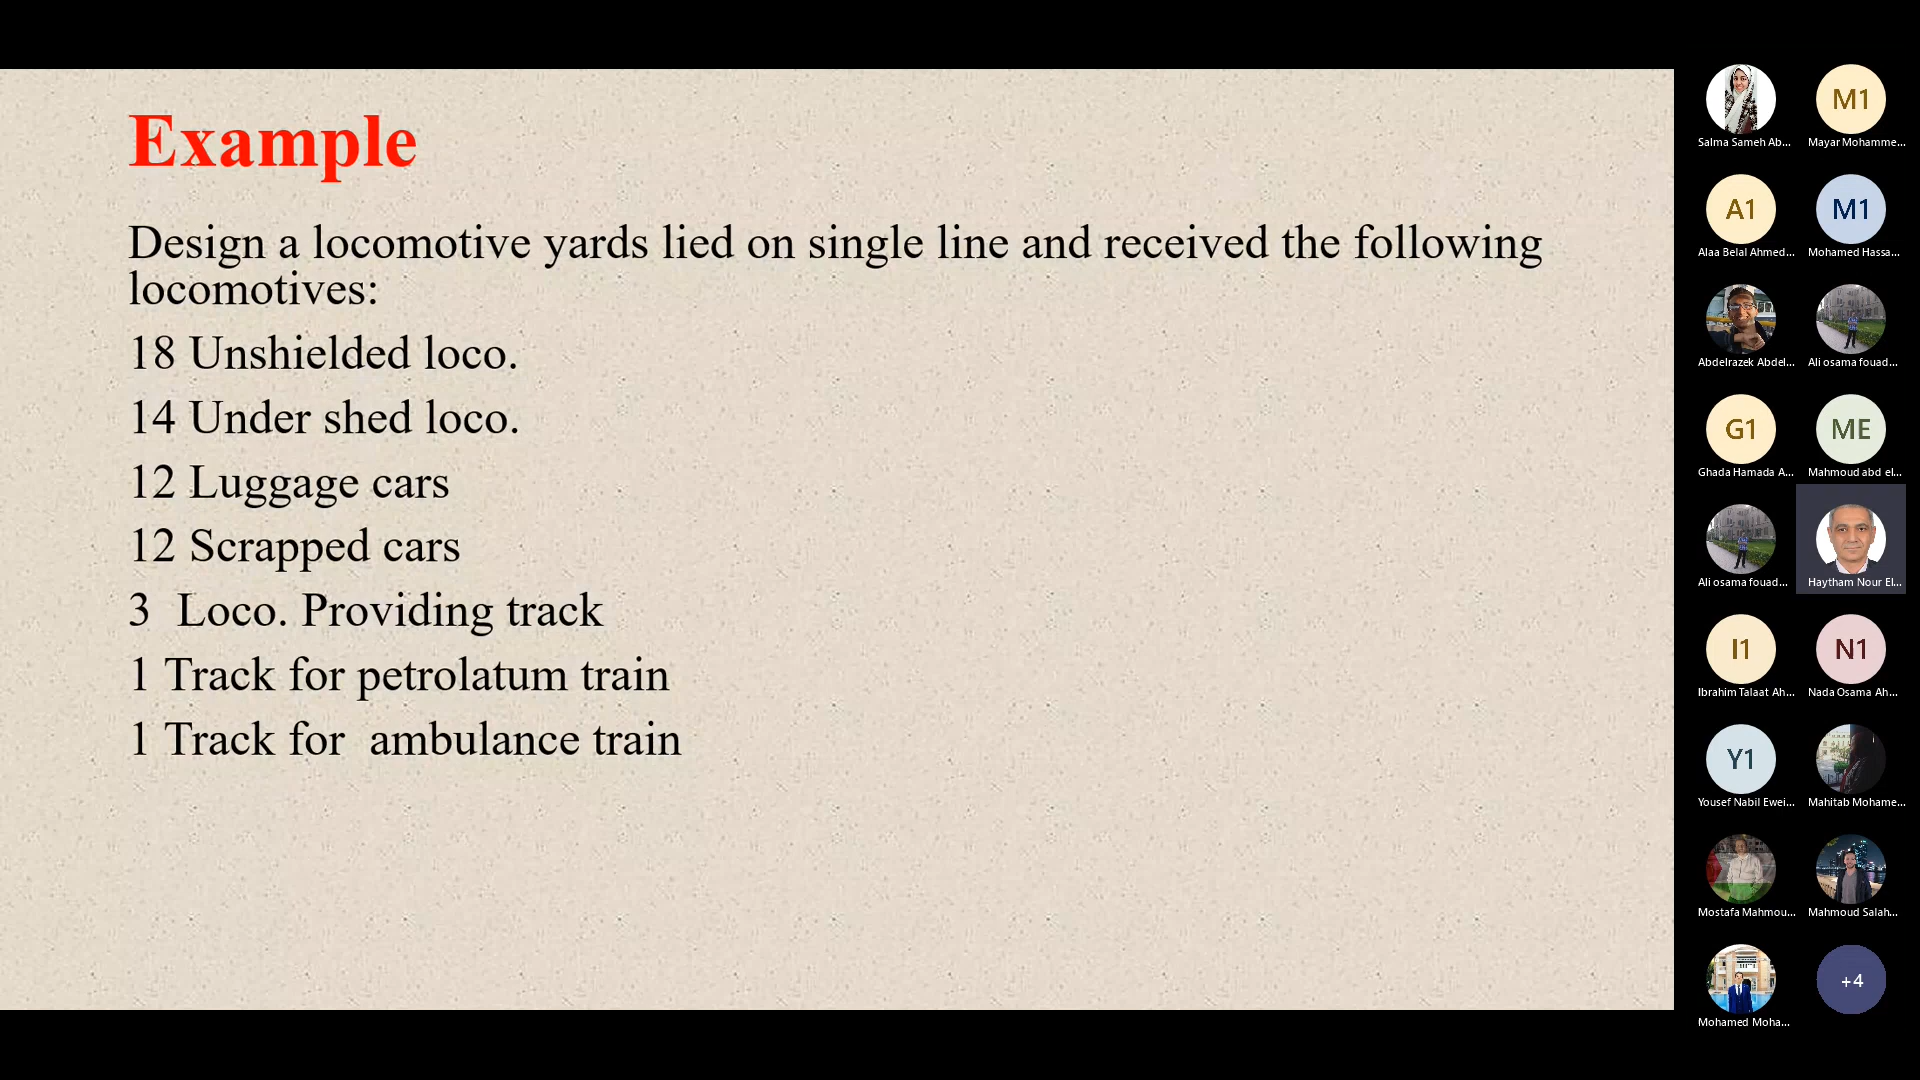 Example
Design a locomotive yards lied on single line and received the following
locomotives:
18 Unshielded loco.
14 Under shed loco.
12 Luggage cars
12 Scrapped cars
3 Loco. Providing track
1 Track for petrolatum train
1 Track for ambulance train
Salma Sameh Ab...
M1
Mayar Mohamme...
A1
Alaa Belal Ahmed...
M1
Mohamed Hassa...
Abdelrazek Abdel...
Ali osama fouad...
G1
Ghada Hamada A...
ME
Mahmoud abd el...
Ali osama fouad...
Haytham Nour El...
I1
Ibrahim Talaat Ah...
N1
Nada Osama Ah...
Y1
Yousef Nabil Ewei...
Mahitab Mohame...
Mostafa Mahmou...
Mahmoud Salah...
Mohamed Moha...
+4